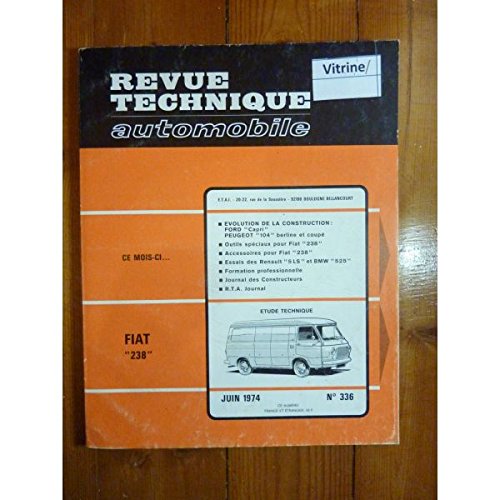 REVUE
TECHNIQUE
automobile
Vitrine/
E.T.A.I. - 20-22, rue de la Saussière - 92100 BOULOGNE BILLANCOURT
■ EVOLUTION DE LA CONSTRUCTION :
FORD "Capri"
PEUGEOT "104" berline et coupé
■ Outils spéciaux pour Fiat "238"
■ Accessoires pour Fiat "238"
■ Essais des Renault "5 LS" et BMW "525"
■ Formation professionnelle
■ Journal des Constructeurs
■ R.T.A. Journal
CE MOIS-CI...
ETUDE TECHNIQUE
FIAT
"238"
JUIN 1974
N° 336